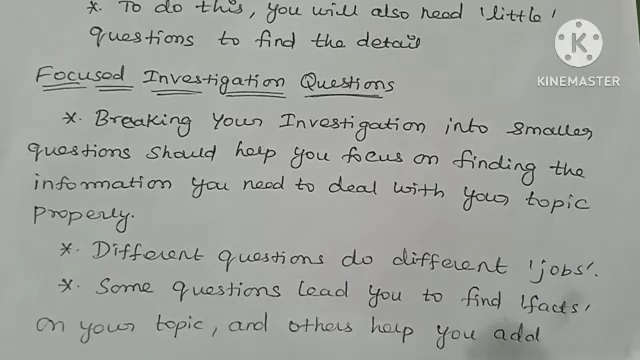 *. To do this, you will also need 'little'
questions to find the detail
Focused Investigation Questions
*. Breaking Your Investigation into smaller
questions should help you focus on finding the
information you need to deal with your topic
properly.
*. Different questions do different 'jobs'.
*. Some questions lead you to find 'facts'
on your topic, and others help you add
KINEMASTER